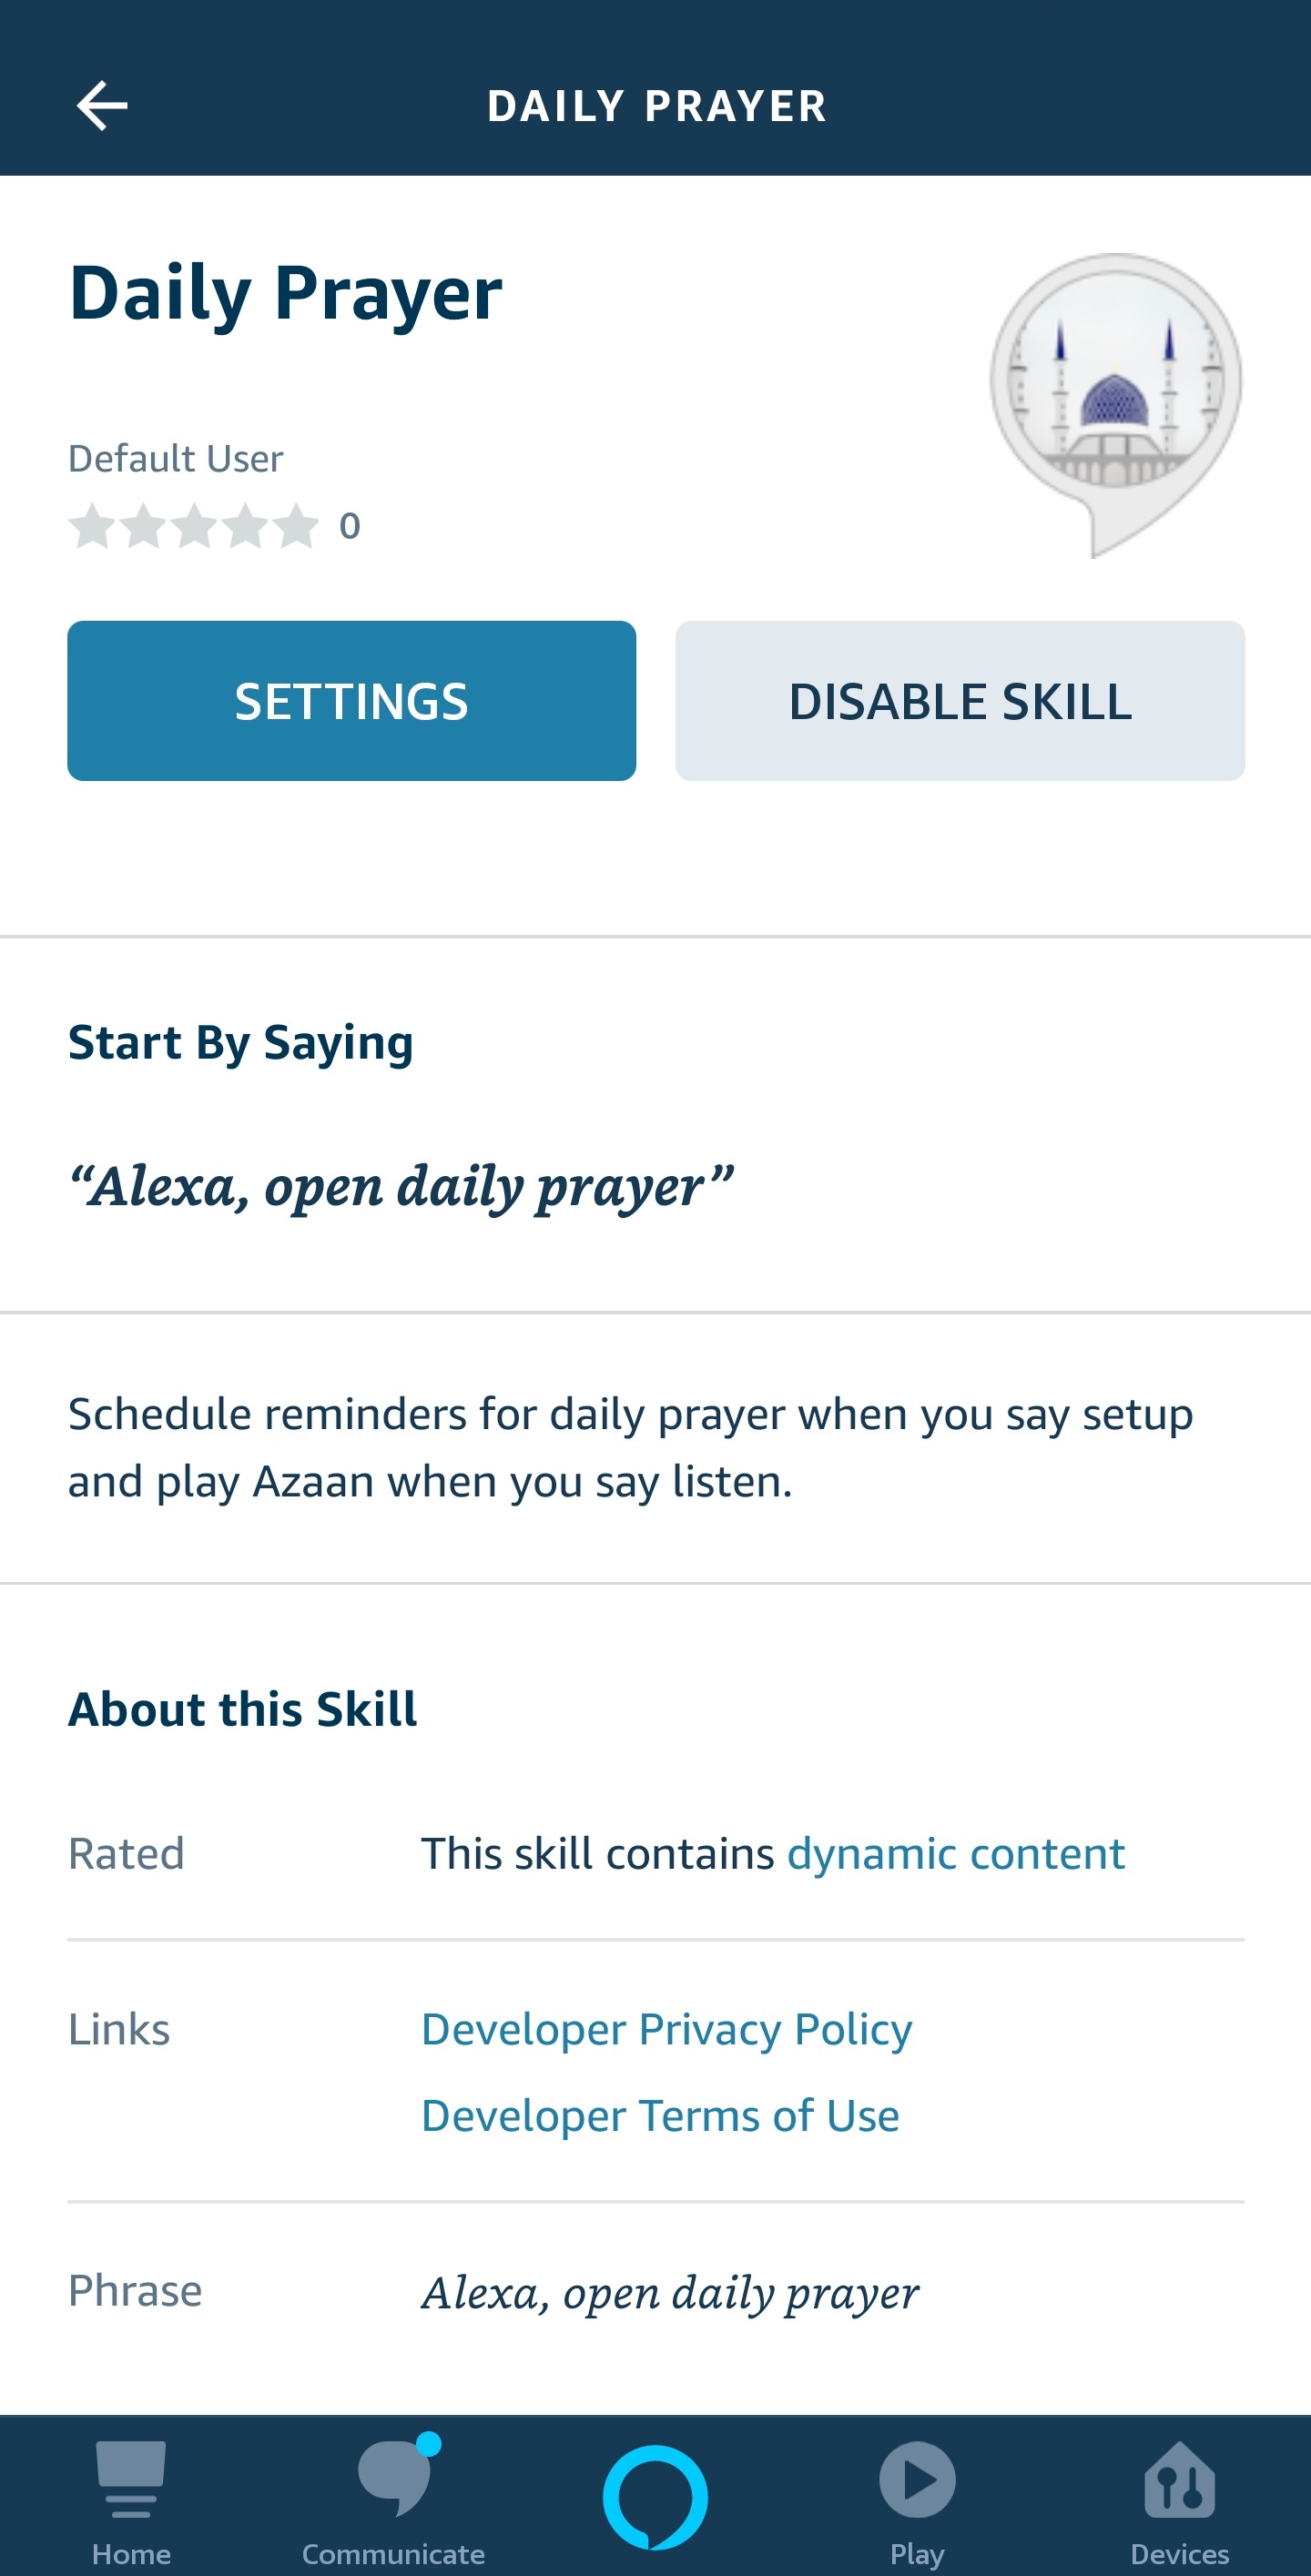 DAILY PRAYER
Daily Prayer
Default User
0
SETTINGS
DISABLE SKILL
Start By Saying
“Alexa, open daily prayer”
Schedule reminders for daily prayer when you say setup
and play Azaan when you say listen.
About this Skill
Rated
This skill contains dynamic content
Links
Developer Privacy Policy
Developer Terms of Use
Phrase
Alexa, open daily prayer
Home
Communicate
Play
Devices